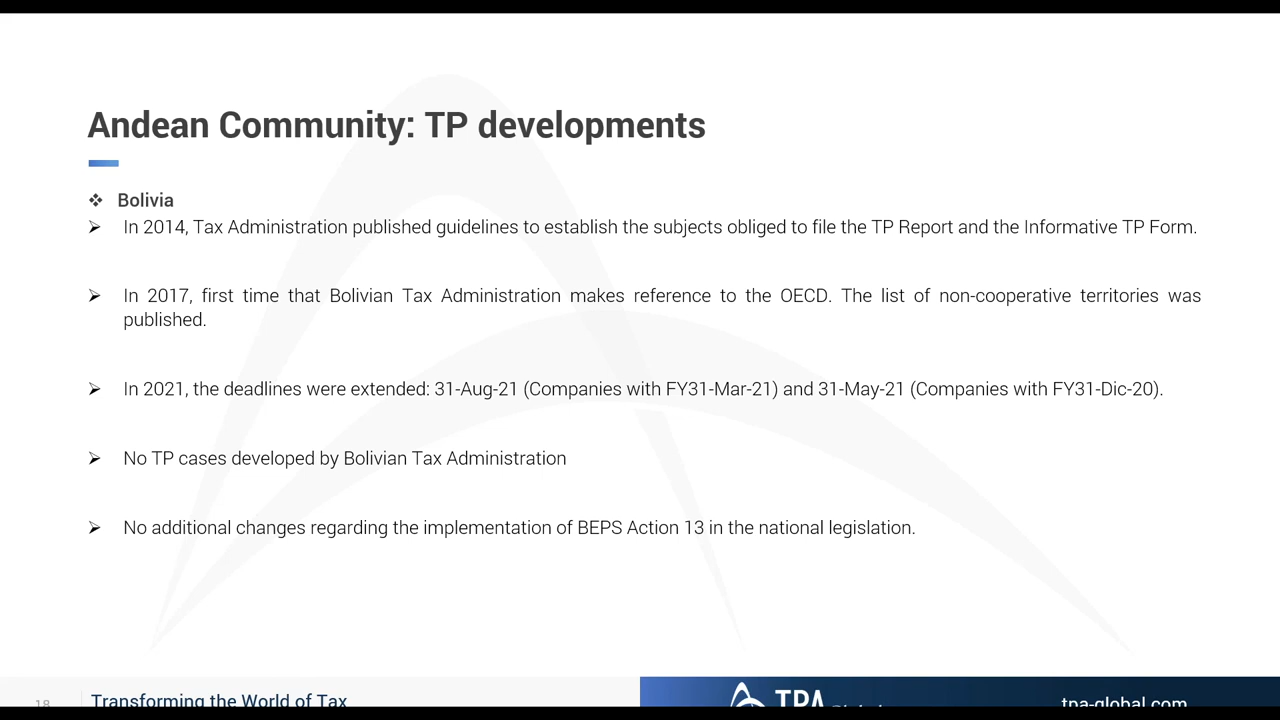 Andean Community: TP developments
❖ Bolivia
➢ In 2014, Tax Administration published guidelines to establish the subjects obliged to file the TP Report and the Informative TP Form.
➢ In 2017, first time that Bolivian Tax Administration makes reference to the OECD. The list of non-cooperative territories was
published.
➢ In 2021, the deadlines were extended: 31-Aug-21 (Companies with FY31-Mar-21) and 31-May-21 (Companies with FY31-Dic-20).
➢ No TP cases developed by Bolivian Tax Administration
➢ No additional changes regarding the implementation of BEPS Action 13 in the national legislation.
18
Transforming the World of Tax
TPA
tpa-global.com